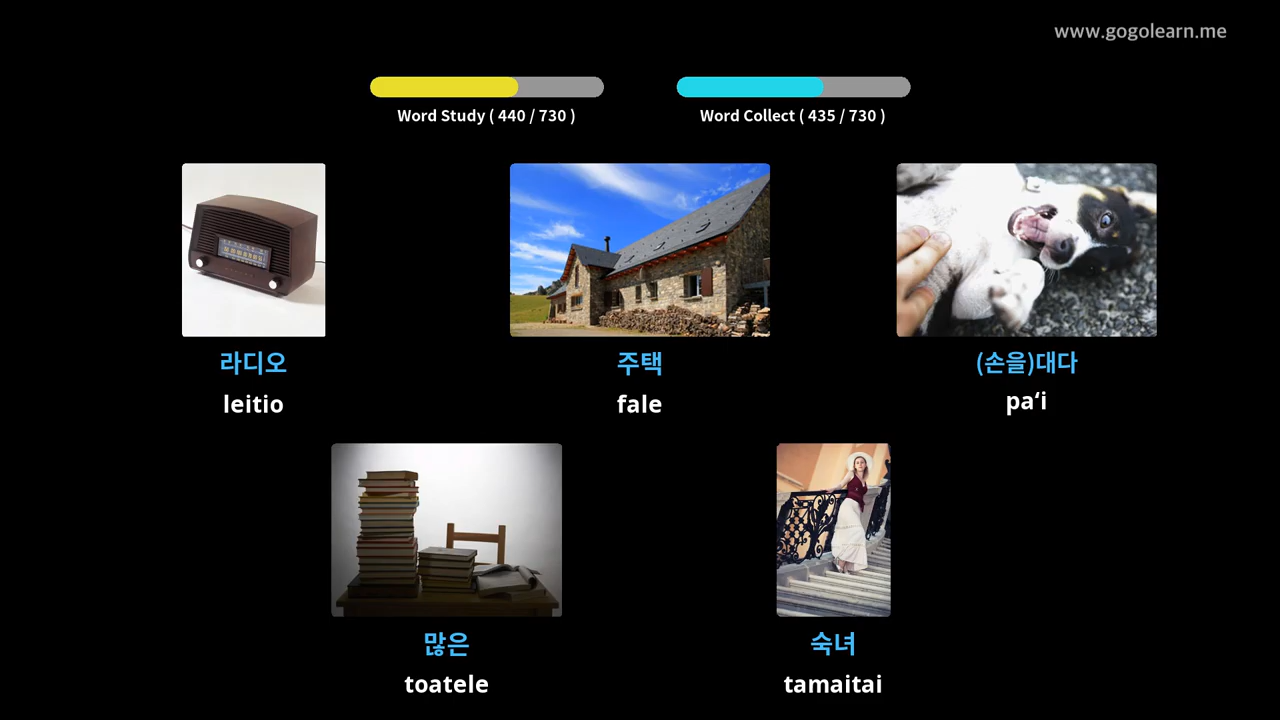 www.gogolearn.me
Word Study ( 440 / 730 )
Word Collect ( 435 / 730 )
라디오
leitio
주택
fale
(손을)대다
pa‘i
많은
toatele
숙녀
tamaitai